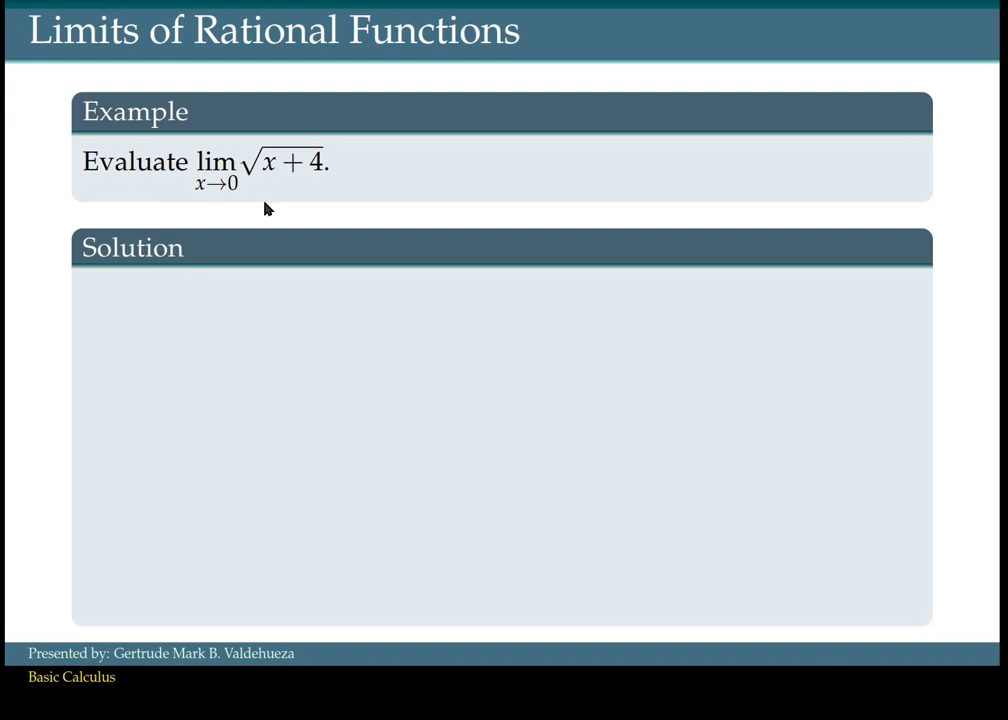 Limits of Rational Functions
Example
Evaluate lim x→0 √x + 4.
Solution
Presented by: Gertrude Mark B. Valdehueza
Basic Calculus